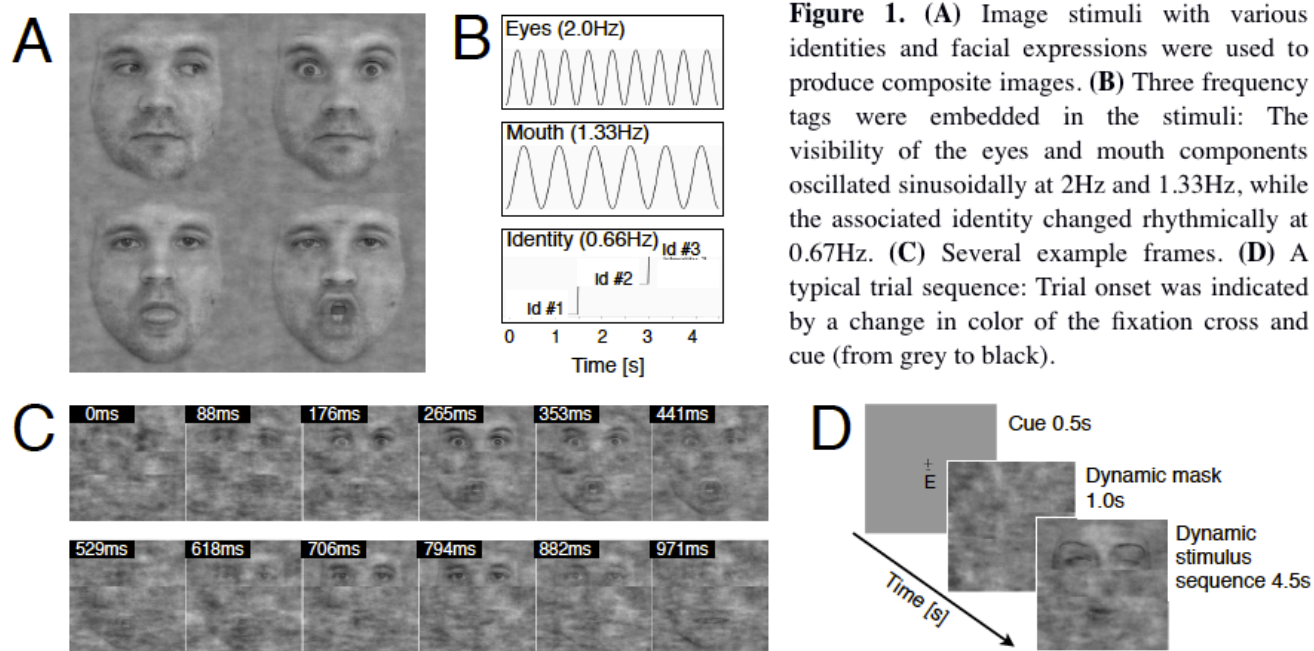 A
B
Eyes (2.0Hz)
Mouth (1.33Hz)
Identity (0.66Hz)
id #3
id #2
id #1
0 1 2 3 4
Time [s]
Figure 1. (A) Image stimuli with various
identities and facial expressions were used to
produce composite images. (B) Three frequency
tags were embedded in the stimuli: The
visibility of the eyes and mouth components
oscillated sinusoidally at 2Hz and 1.33Hz, while
the associated identity changed rhythmically at
0.67Hz. (C) Several example frames. (D) A
typical trial sequence: Trial onset was indicated
by a change in color of the fixation cross and
cue (from grey to black).
C
0ms 88ms 176ms 265ms 353ms 441ms
529ms 618ms 706ms 794ms 882ms 971ms
D
Cue 0.5s
+
E
Dynamic mask
1.0s
Dynamic
stimulus
sequence 4.5s
Time [s]